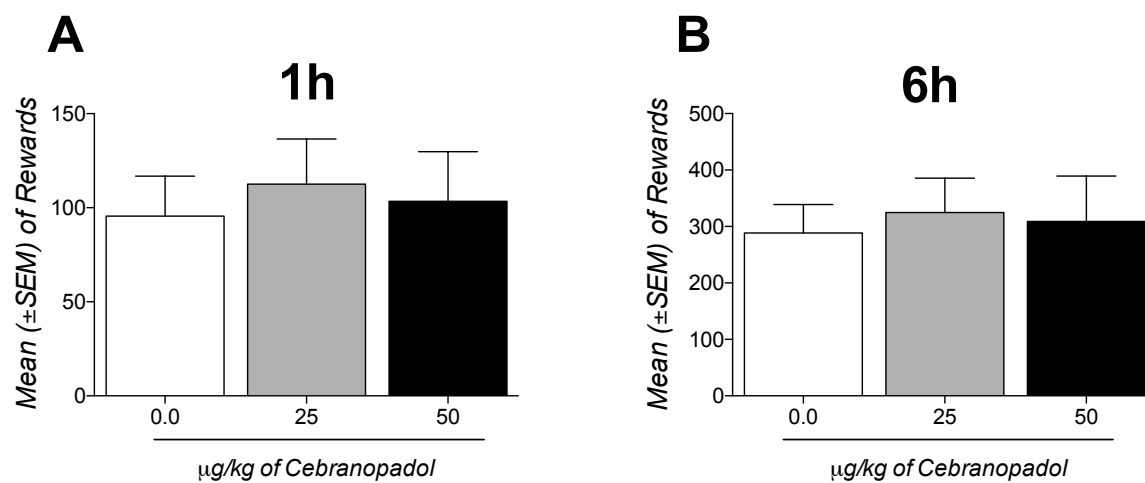 A
1h
Mean (±SEM) of Rewards
150
100
50
0
0.0 25 50
μg/kg of Cebranopadol
B
6h
Mean (±SEM) of Rewards
500
400
300
200
100
0
0.0 25 50
μg/kg of Cebranopadol